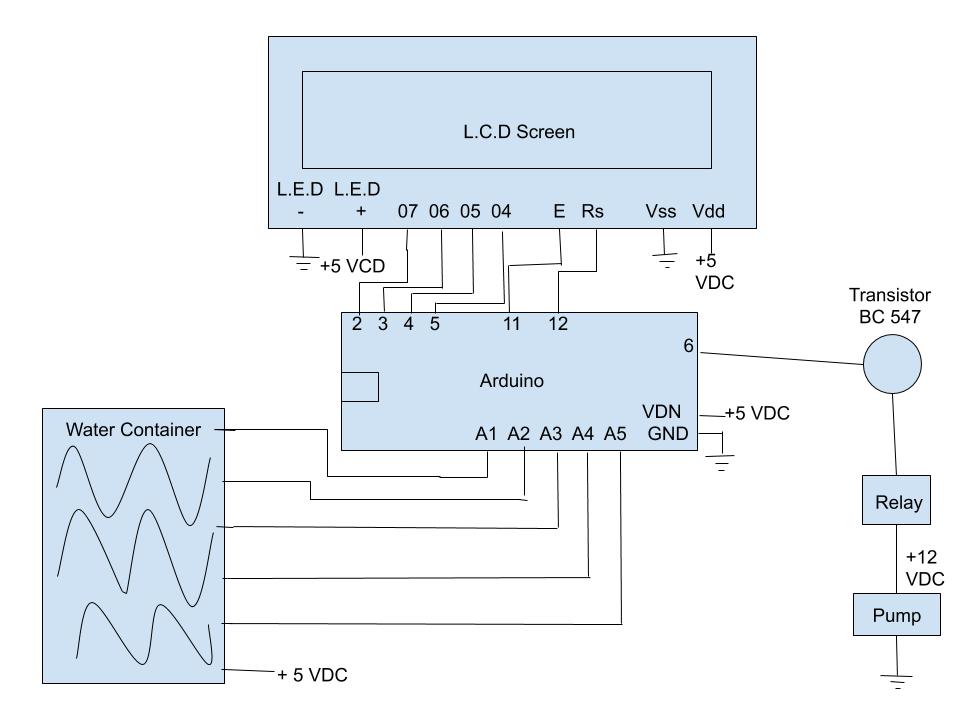 L.C.D Screen
L.E.D L.E.D
- + 07 06 05 04 E Rs Vss Vdd
+5 VCD
+5
VDC
Transistor
BC 547
2 3 4 5 11 12
6
Arduino
VDN
+5 VDC
A1 A2 A3 A4 A5 GND
Water Container
Relay
+12
VDC
Pump
+ 5 VDC